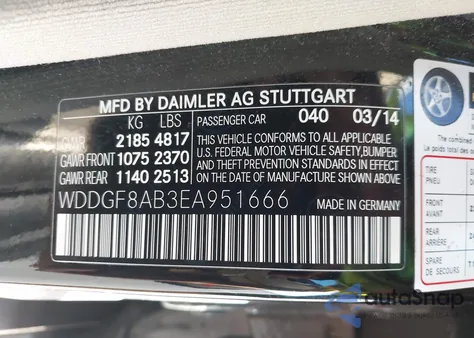 MFD BY DAIMLER AG STUTTGART
KG LBS
GVWR 2185 4817
GAWR FRONT 1075 2370
GAWR REAR 1140 2513
PASSENGER CAR 040 03/14
THIS VEHICLE CONFORMS TO ALL APPLICABLE
U.S. FEDERAL MOTOR VEHICLE SAFETY, BUMPER
AND THEFT PREVENTION STANDARDS IN EFFECT ON
THE DATE OF MANUFACTURE SHOWN ABOVE.
WDDGF8AB3EA951666 MADE IN GERMANY
FRONT
REAR
ARRIÈRE
SPARE
DE SECOURS
autoSnap